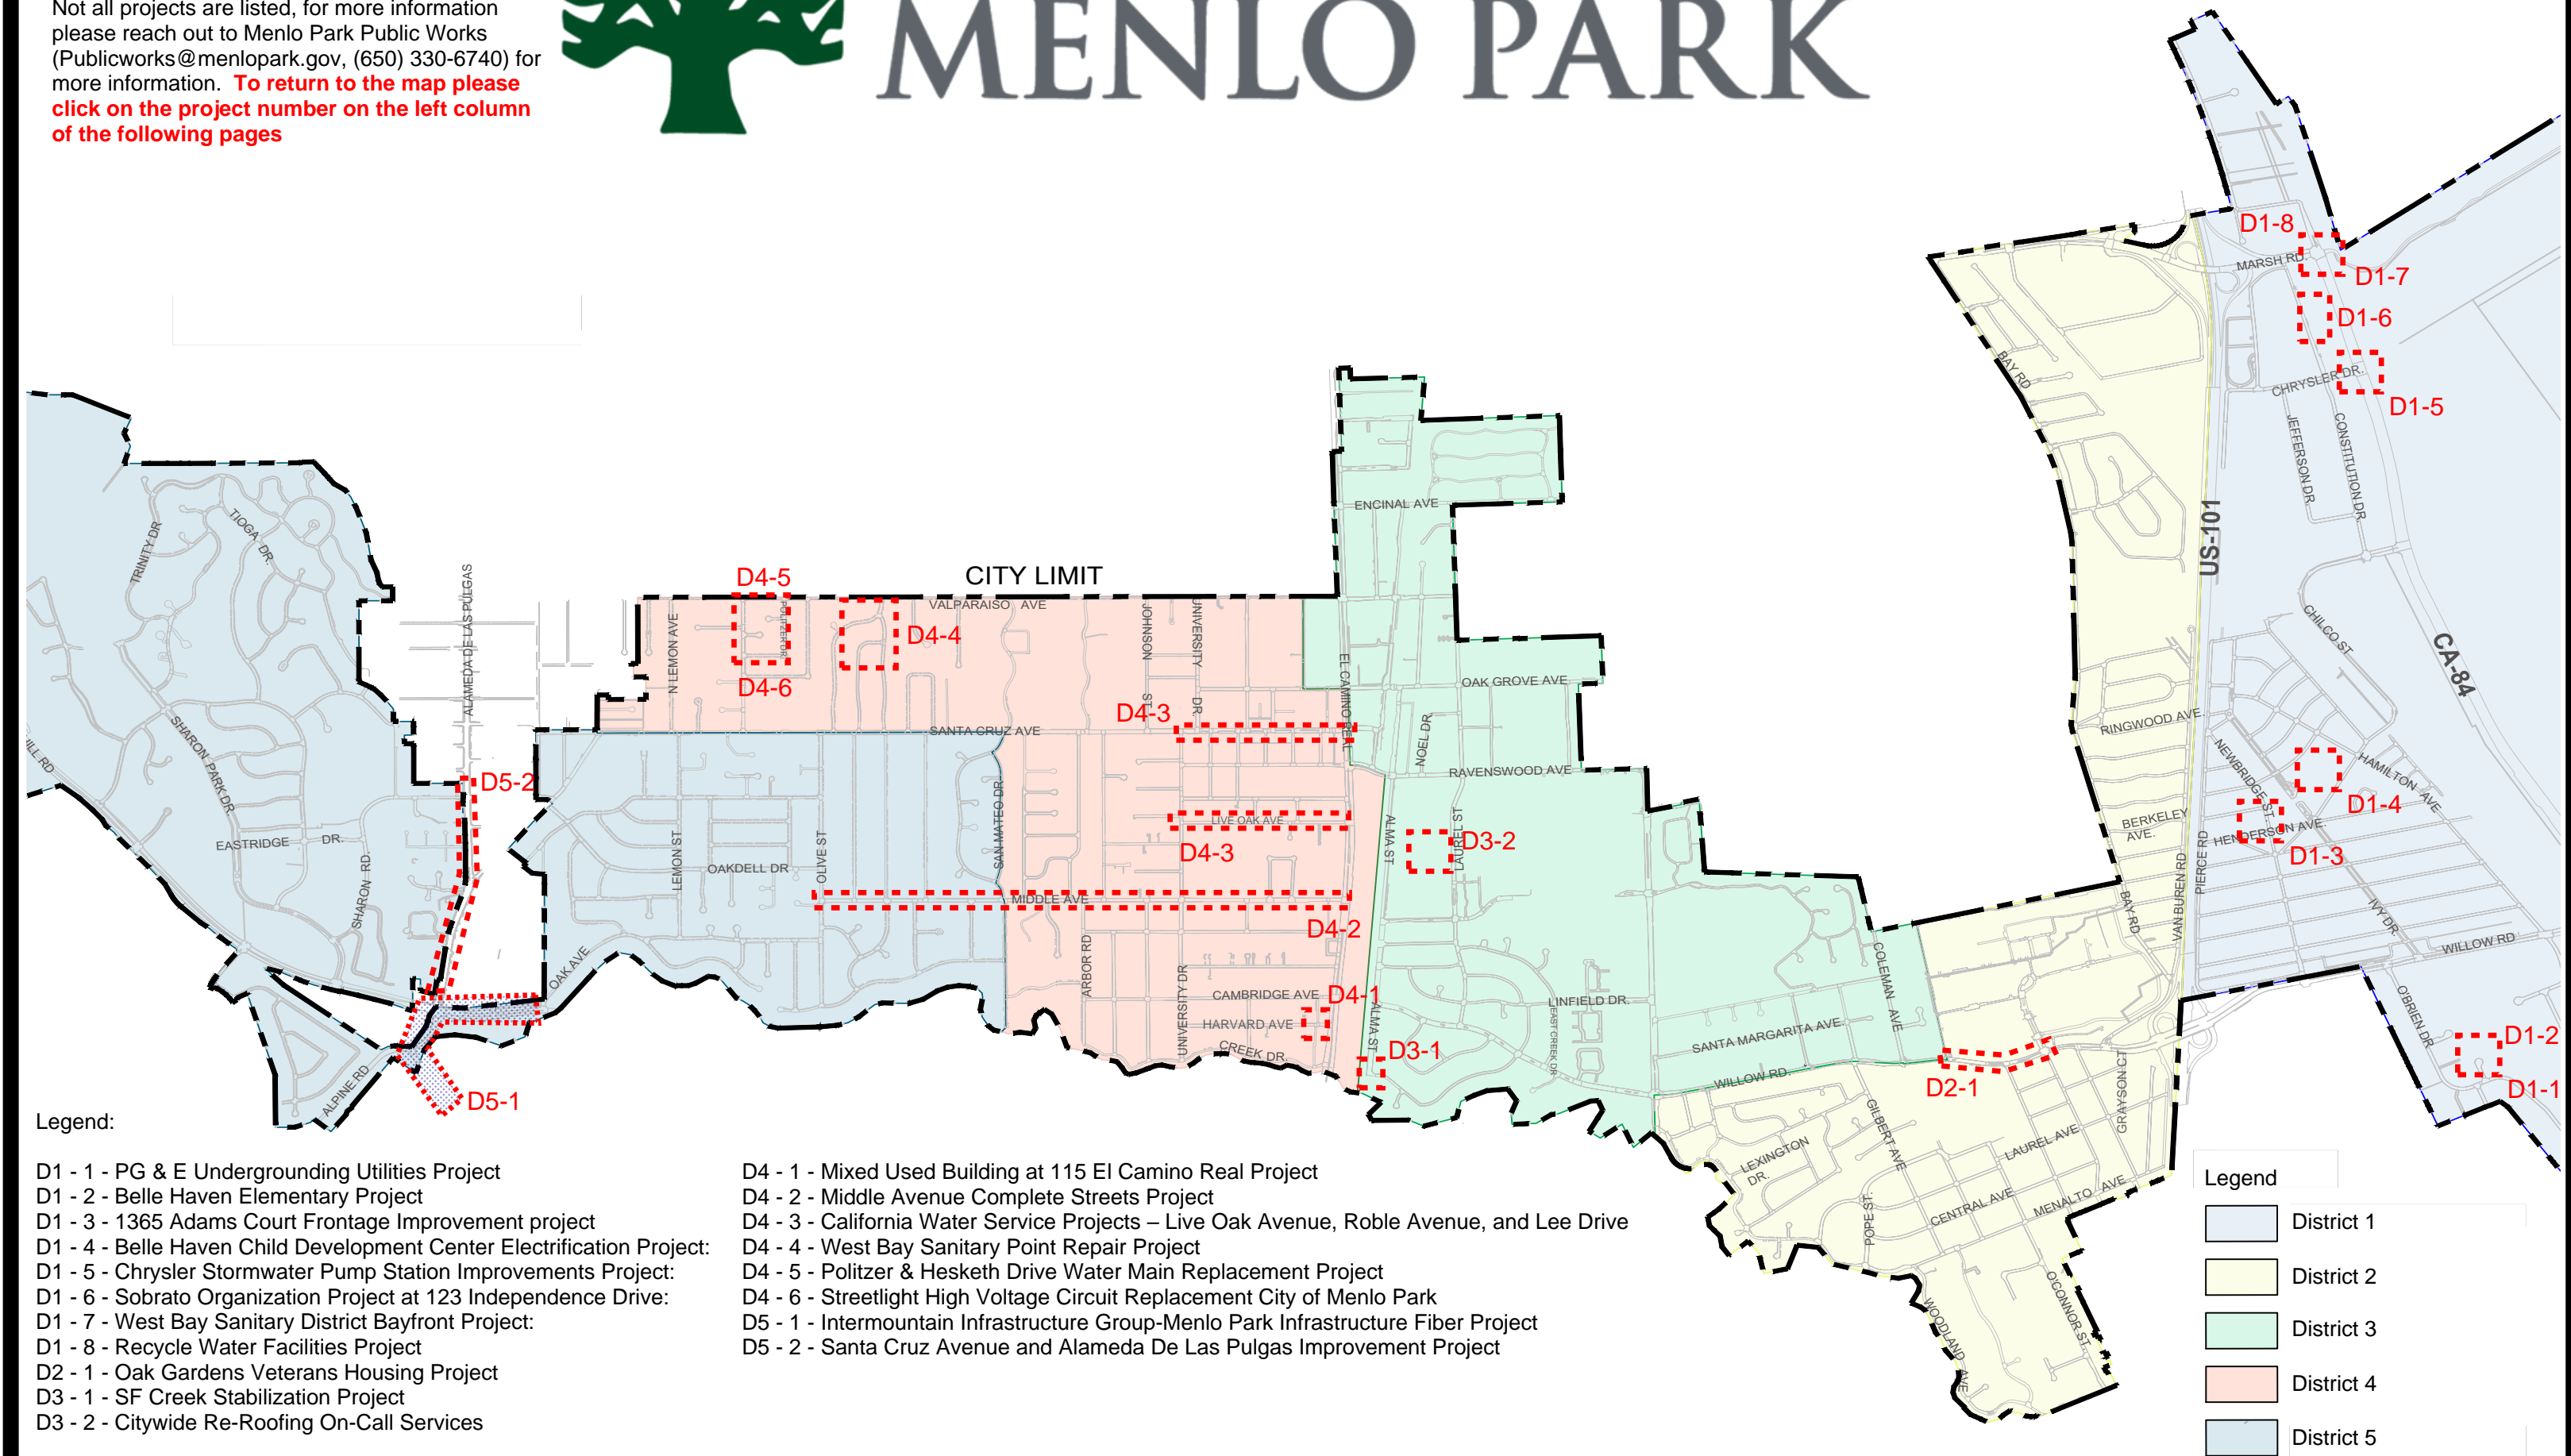 Not all projects are listed, for more information
please reach out to Menlo Park Public Works
(Publicworks@menlopark.gov, (650) 330-6740) for
more information. To return to the map please
click on the project number on the left column
of the following pages
MENLO PARK
D1-8
MARSH RD.
D1-7
D1-6
BAY RD
CHRYSLER DR.
D1-5
JEFFERSON DR.
CONSTITUTION DR.
ENCINAL AVE
US-101
TRINITY DR
TIOGA DR.
ALAMEDA DE LAS PULGAS
D4-5
CITY LIMIT
VALPARAISO AVE
POLITZER DR.
D4-4
N LEMON AVE
JOHNSON ST.
UNIVERSITY DR.
CHILCO ST
CA-84
D4-6
EL CAMINO REAL
OAK GROVE AVE
SHARON PARK DR.
D4-3
SANTA CRUZ AVE
NOEL DR.
RINGWOOD AVE.
NEWBRIDGE ST.
HAMILTON AVE
D5-2
RAVENSWOOD AVE
SAN MATEO DR
D1-4
LIVE OAK AVE
ALMA ST
LAUREL ST
BERKELEY
AVE.
HENDERSON AVE.
EASTRIDGE DR.
D4-3
D3-2
D1-3
LEMON ST
OAKDELL DR
OLIVE ST
SHARON RD.
PIERCE RD
VAN BUREN RD
MIDDLE AVE
BAY RD
IVY DR.
D4-2
WILLOW RD
OAK AVE
ARBOR RD
COLEMAN AVE
CAMBRIDGE AVE
D4-1
LINFIELD DR.
UNIVERSITY DR
HARVARD AVE
ALMA ST
EAST CREEK DR
SANTA MARGARITA AVE.
O'BRIEN DR
D1-2
CREEK DR.
D3-1
WILLOW RD.
D2-1
D1-1
ALPINE RD
D5-1
GRAYSON CT
GILBERT AVE
LAUREL AVE
LEXINGTON
DR.
POPE ST.
CENTRAL AVE
MENALTO AVE
O'CONNOR ST.
WOODLAND AVE
Legend:
D1 - 1 - PG & E Undergrounding Utilities Project
D1 - 2 - Belle Haven Elementary Project
D1 - 3 - 1365 Adams Court Frontage Improvement project
D1 - 4 - Belle Haven Child Development Center Electrification Project:
D1 - 5 - Chrysler Stormwater Pump Station Improvements Project:
D1 - 6 - Sobrato Organization Project at 123 Independence Drive:
D1 - 7 - West Bay Sanitary District Bayfront Project:
D1 - 8 - Recycle Water Facilities Project
D2 - 1 - Oak Gardens Veterans Housing Project
D3 - 1 - SF Creek Stabilization Project
D3 - 2 - Citywide Re-Roofing On-Call Services
D4 - 1 - Mixed Used Building at 115 El Camino Real Project
D4 - 2 - Middle Avenue Complete Streets Project
D4 - 3 - California Water Service Projects – Live Oak Avenue, Roble Avenue, and Lee Drive
D4 - 4 - West Bay Sanitary Point Repair Project
D4 - 5 - Politzer & Hesketh Drive Water Main Replacement Project
D4 - 6 - Streetlight High Voltage Circuit Replacement City of Menlo Park
D5 - 1 - Intermountain Infrastructure Group-Menlo Park Infrastructure Fiber Project
D5 - 2 - Santa Cruz Avenue and Alameda De Las Pulgas Improvement Project
Legend
District 1
District 2
District 3
District 4
District 5